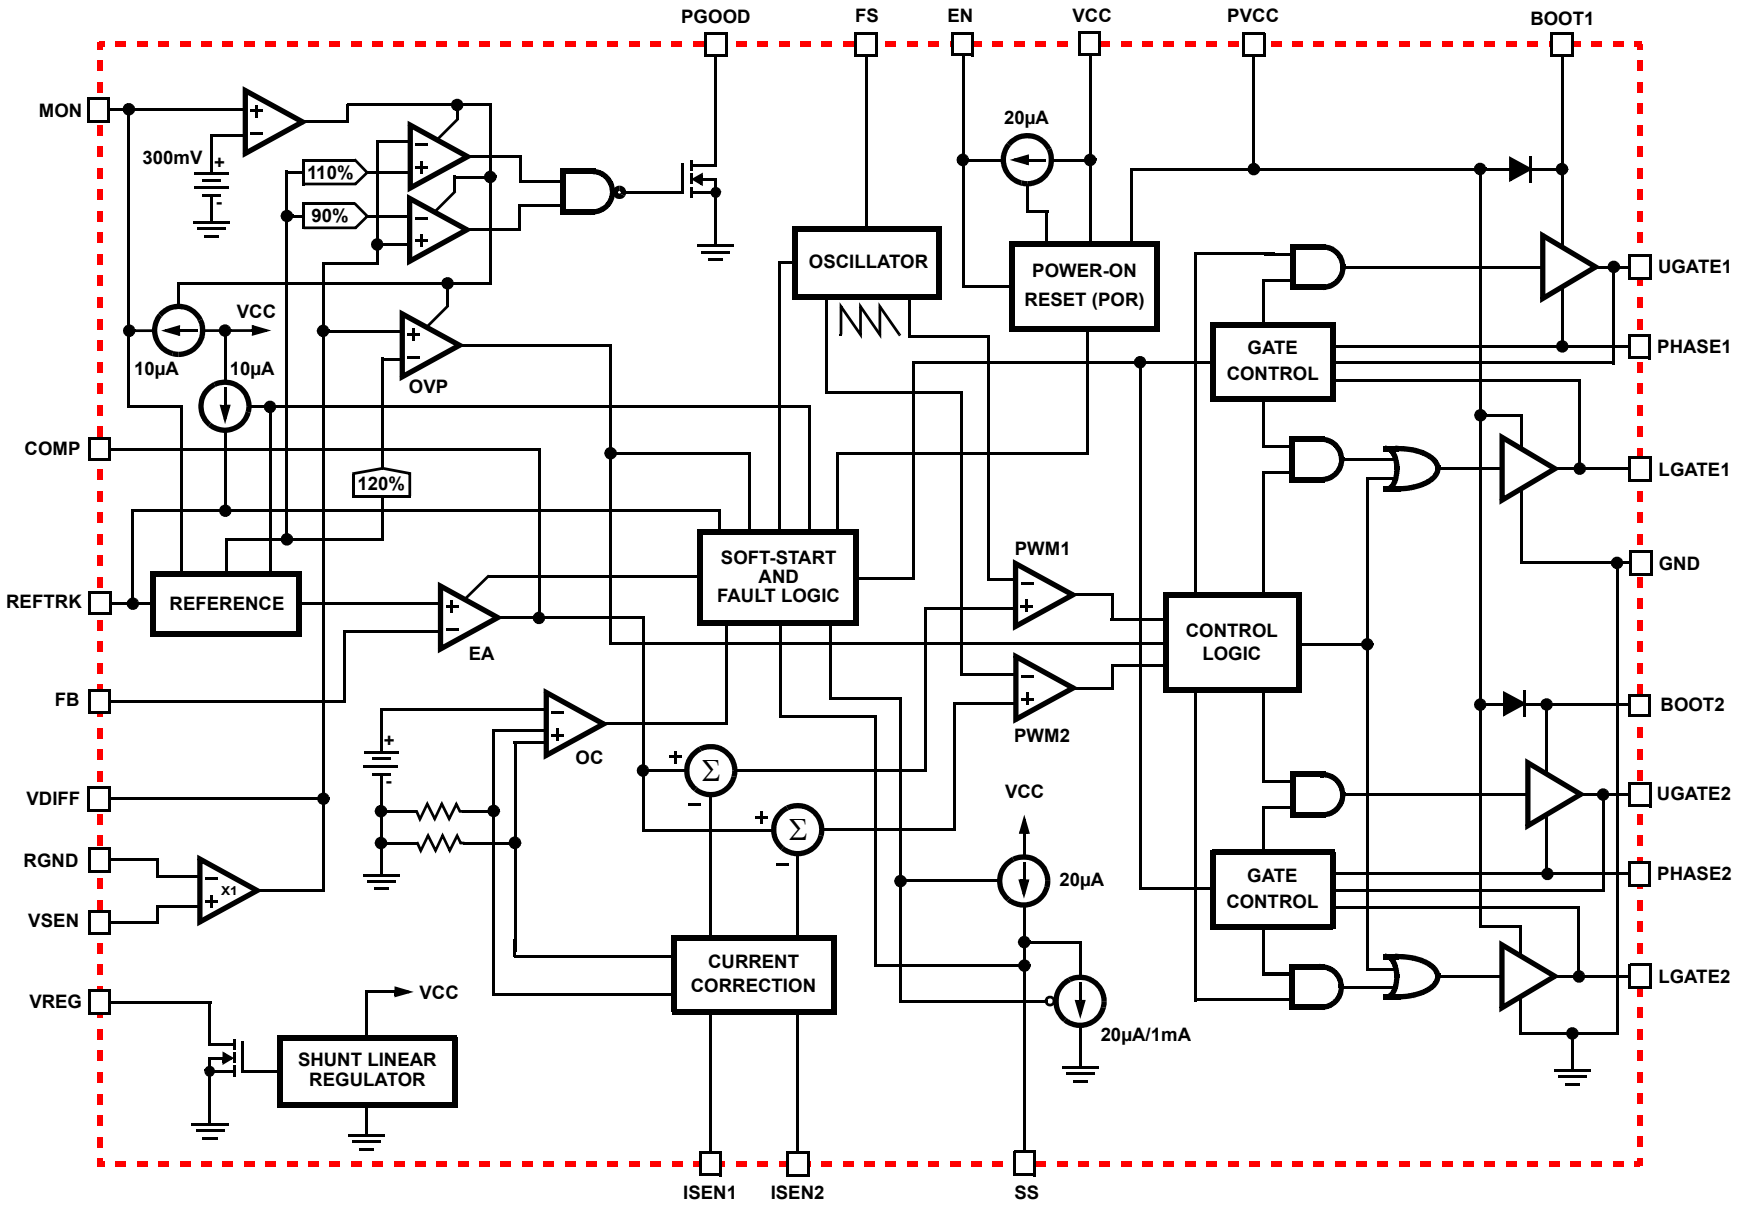 PGOOD
FS
EN
VCC
PVCC
BOOT1
MON
+
−
300mV
+
-
110%
−
+
90%
−
+
20µA
OSCILLATOR
POWER-ON
RESET (POR)
UGATE1
VCC
10µA
10µA
+
−
OVP
GATE
CONTROL
PHASE1
COMP
120%
LGATE1
SOFT-START
AND
FAULT LOGIC
PWM1
−
+
GND
REFTRK
REFERENCE
+
−
EA
CONTROL
LOGIC
FB
−
+
OC
−
+
PWM2
BOOT2
+
-
+
Σ
−
+
Σ
−
VDIFF
VCC
UGATE2
RGND
VSEN
−
+
X1
20µA
GATE
CONTROL
PHASE2
CURRENT
CORRECTION
LGATE2
VREG
VCC
20µA/1mA
SHUNT LINEAR
REGULATOR
ISEN1
ISEN2
SS